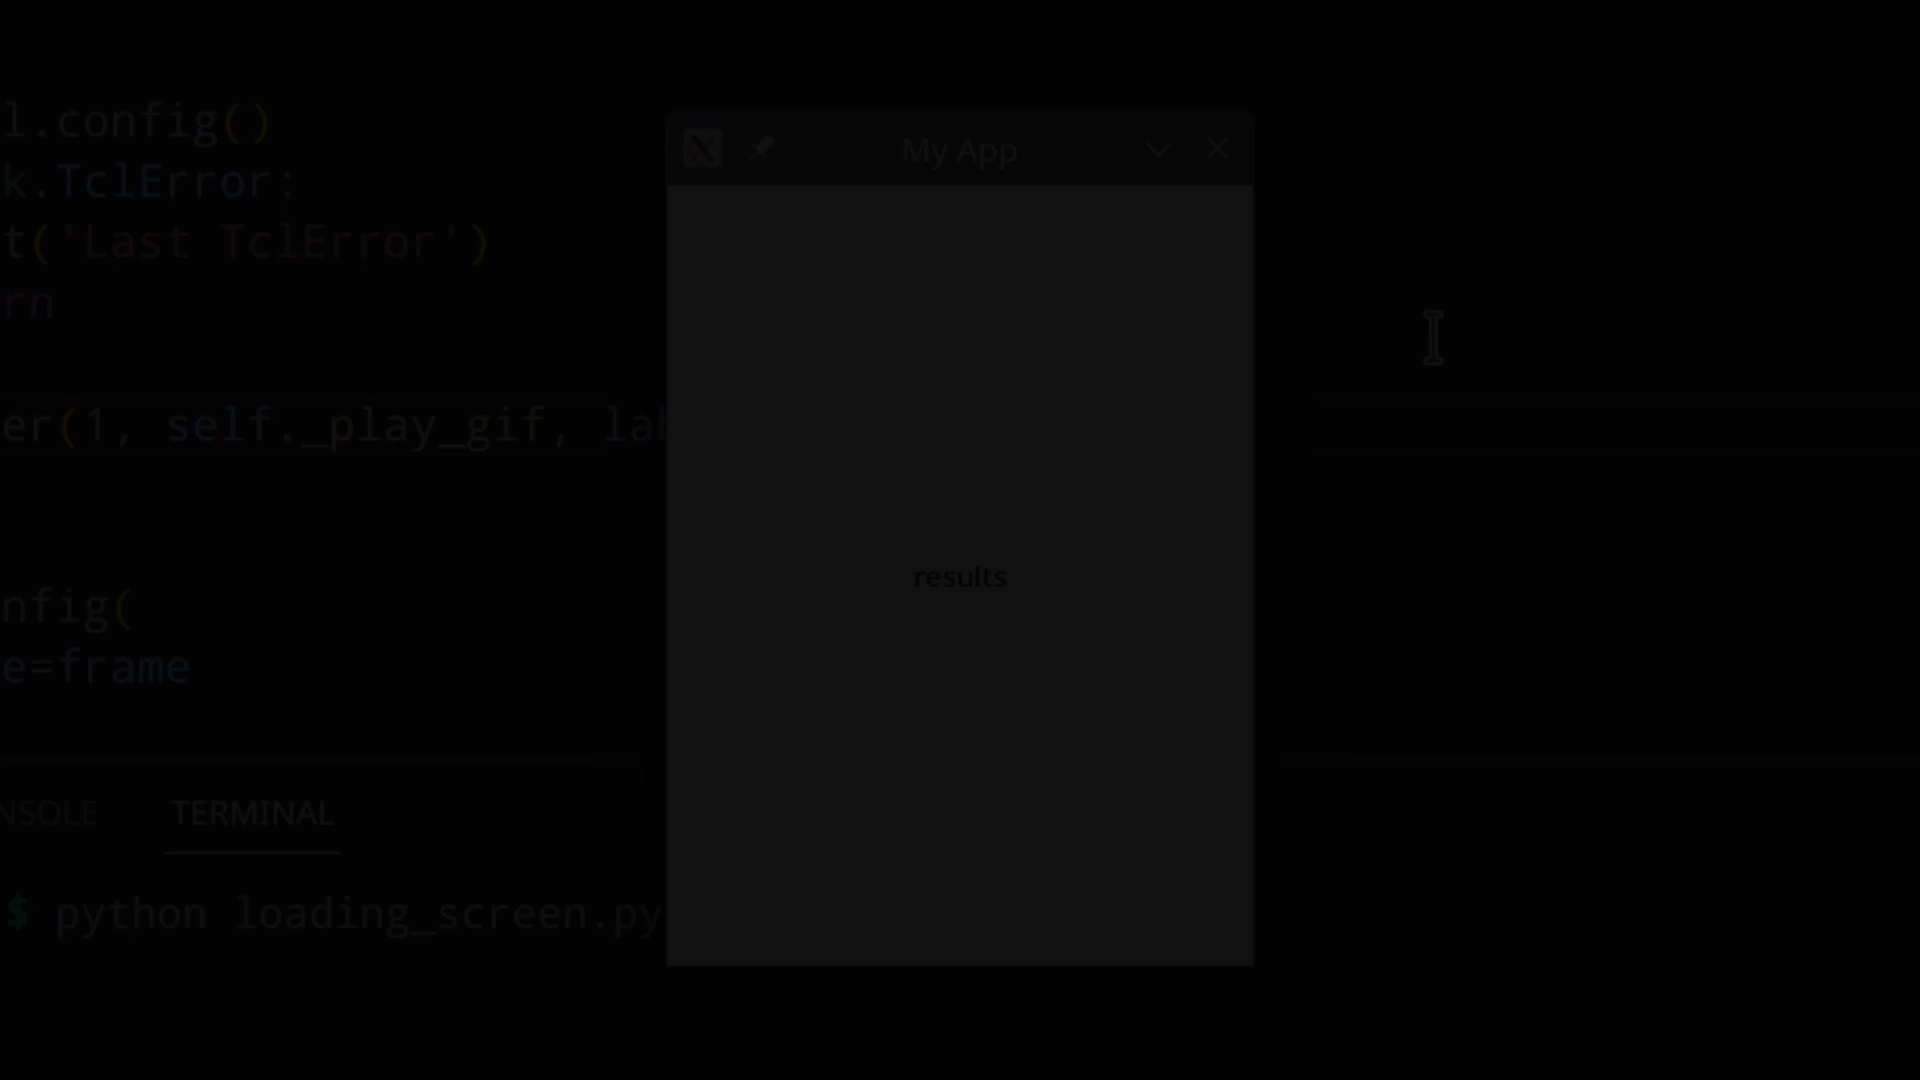 l.config()
k.TclError:
t('Last TclError')
rn
er(1, self._play_gif, lab
nfig(
e=frame
NSOLE TERMINAL
$ python loading_screen.py
My App
results